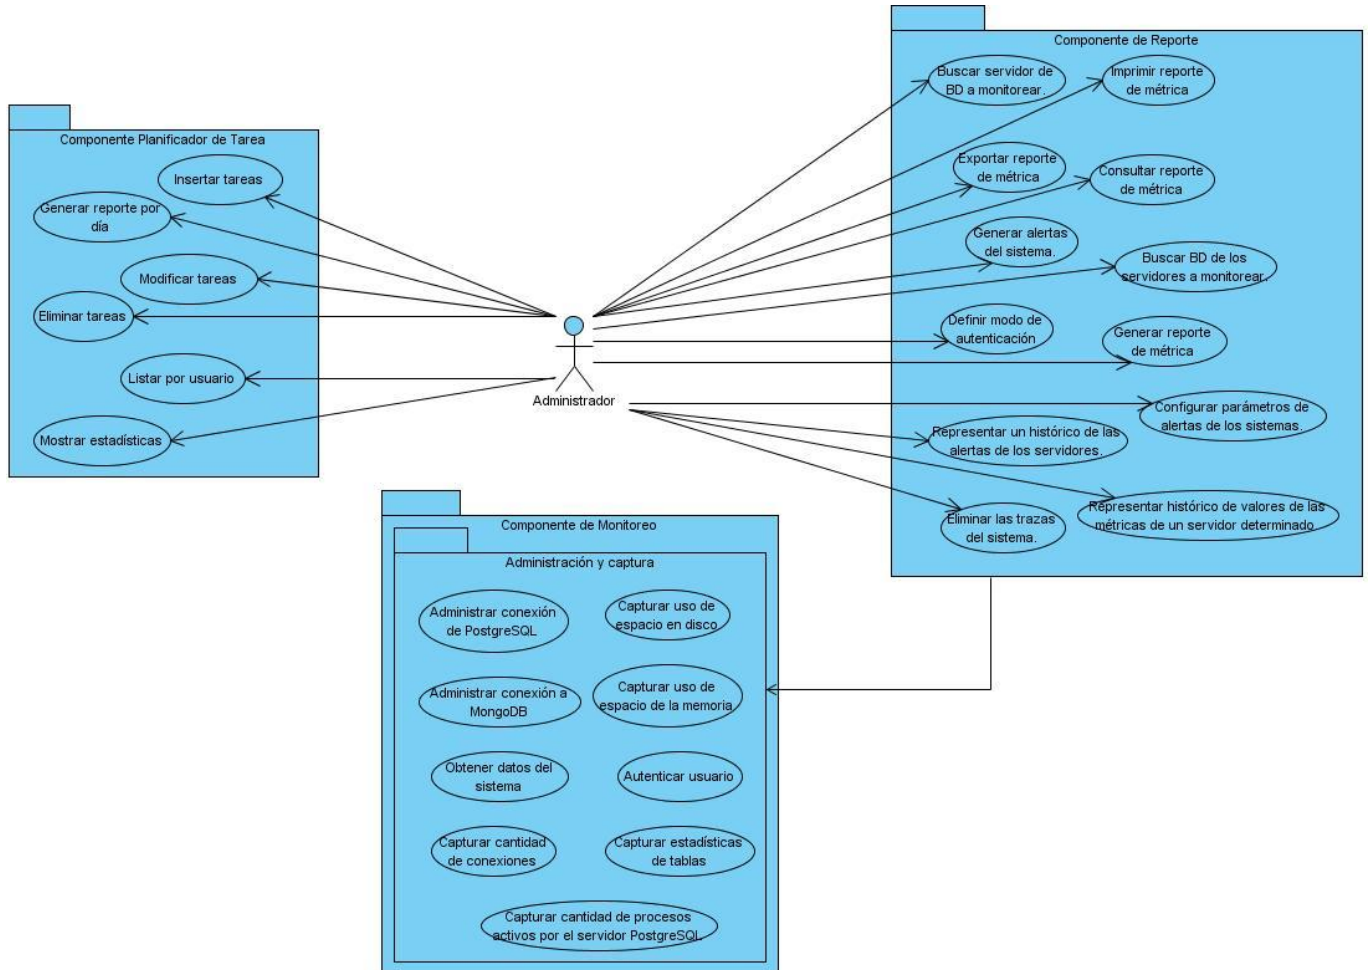 Componente Planificador de Tarea
Insertar tareas
Generar reporte por
día
Modificar tareas
Eliminar tareas
Listar por usuario
Mostrar estadísticas
Administrador
Componente de Reporte
Buscar servidor de
BD a monitorear.
Imprimir reporte
de métrica
Exportar reporte
de métrica
Consultar reporte
de métrica
Generar alertas
del sistema.
Buscar BD de los
servidores a monitorear.
Definir modo de
autenticación
Generar reporte
de métrica
Configurar parámetros de
alertas de los sistemas.
Representar un histórico de las
alertas de los servidores.
Representar histórico de valores de las
métricas de un servidor determinado
Eliminar las trazas
del sistema.
Componente de Monitoreo
Administración y captura
Administrar conexión
de PostgreSQL
Capturar uso de
espacio en disco
Administrar conexión a
MongoDB
Capturar uso de
espacio de la memoria
Obtener datos del
sistema
Autenticar usuario
Capturar cantidad
de conexiones
Capturar estadísticas
de tablas
Capturar cantidad de procesos
activos por el servidor PostgreSQL